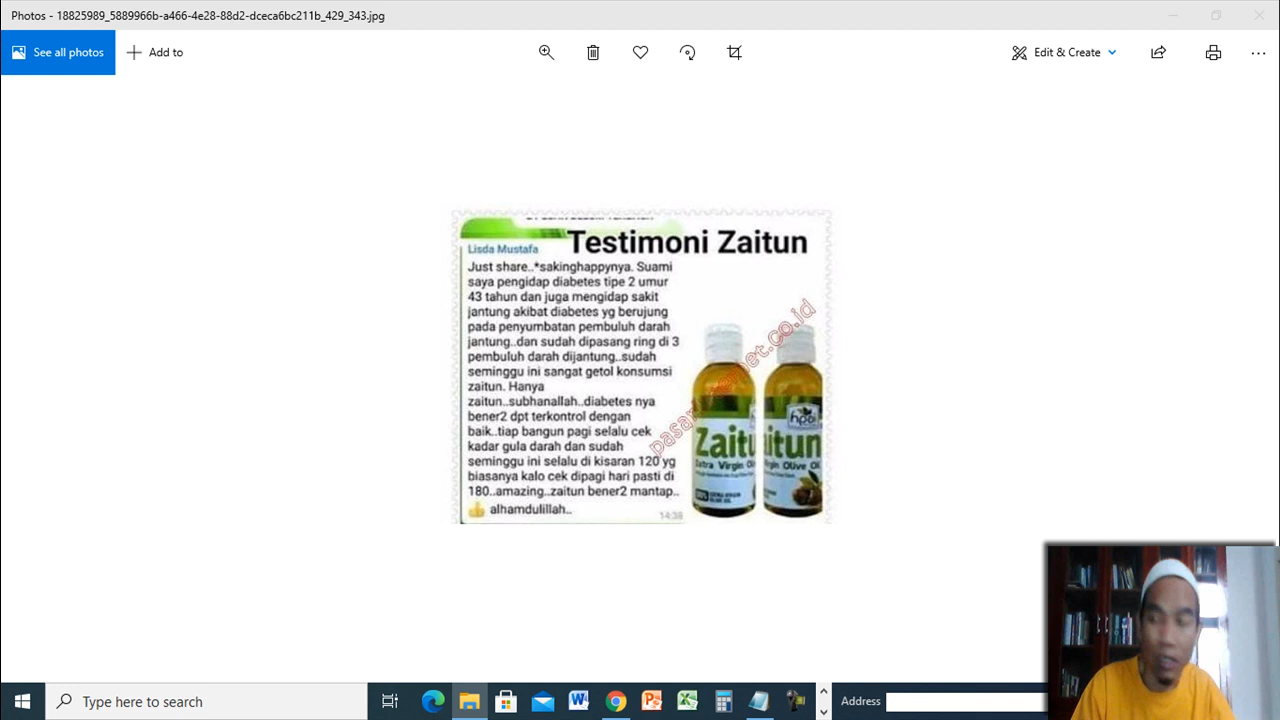 Photos - 18825989_5889966b-a466-4e28-88d2-dceca6bc211b_429_343.jpg
See all photos
Add to
Edit & Create
Testimoni Zaitun
Lisda Mustafa
Just share..*sakinghappynya. Suami
saya pengidap diabetes tipe 2 umur
43 tahun dan juga mengidap sakit
jantung akibat diabetes yg berujung
pada penyumbatan pembuluh darah
jantung..dan sudah dipasang ring di 3
pembuluh darah dijantung..sudah
seminggu ini sangat getol konsumsi
zaitun. Hanya
zaitun..subhanallah..diabetes nya
bener2 dpt terkontrol dengan
baik..tiap bangun pagi selalu cek
kadar gula darah dan sudah
seminggu ini selalu di kisaran 120 yg
biasanya kalo cek dipagi hari pasti di
180..amazing..zaitun bener2 mantap..
alhamdulillah..
14:38
hpai
Zaitu
aitun
Extra Virgin Oli
Virgin Olive Oil
Type here to search
Address